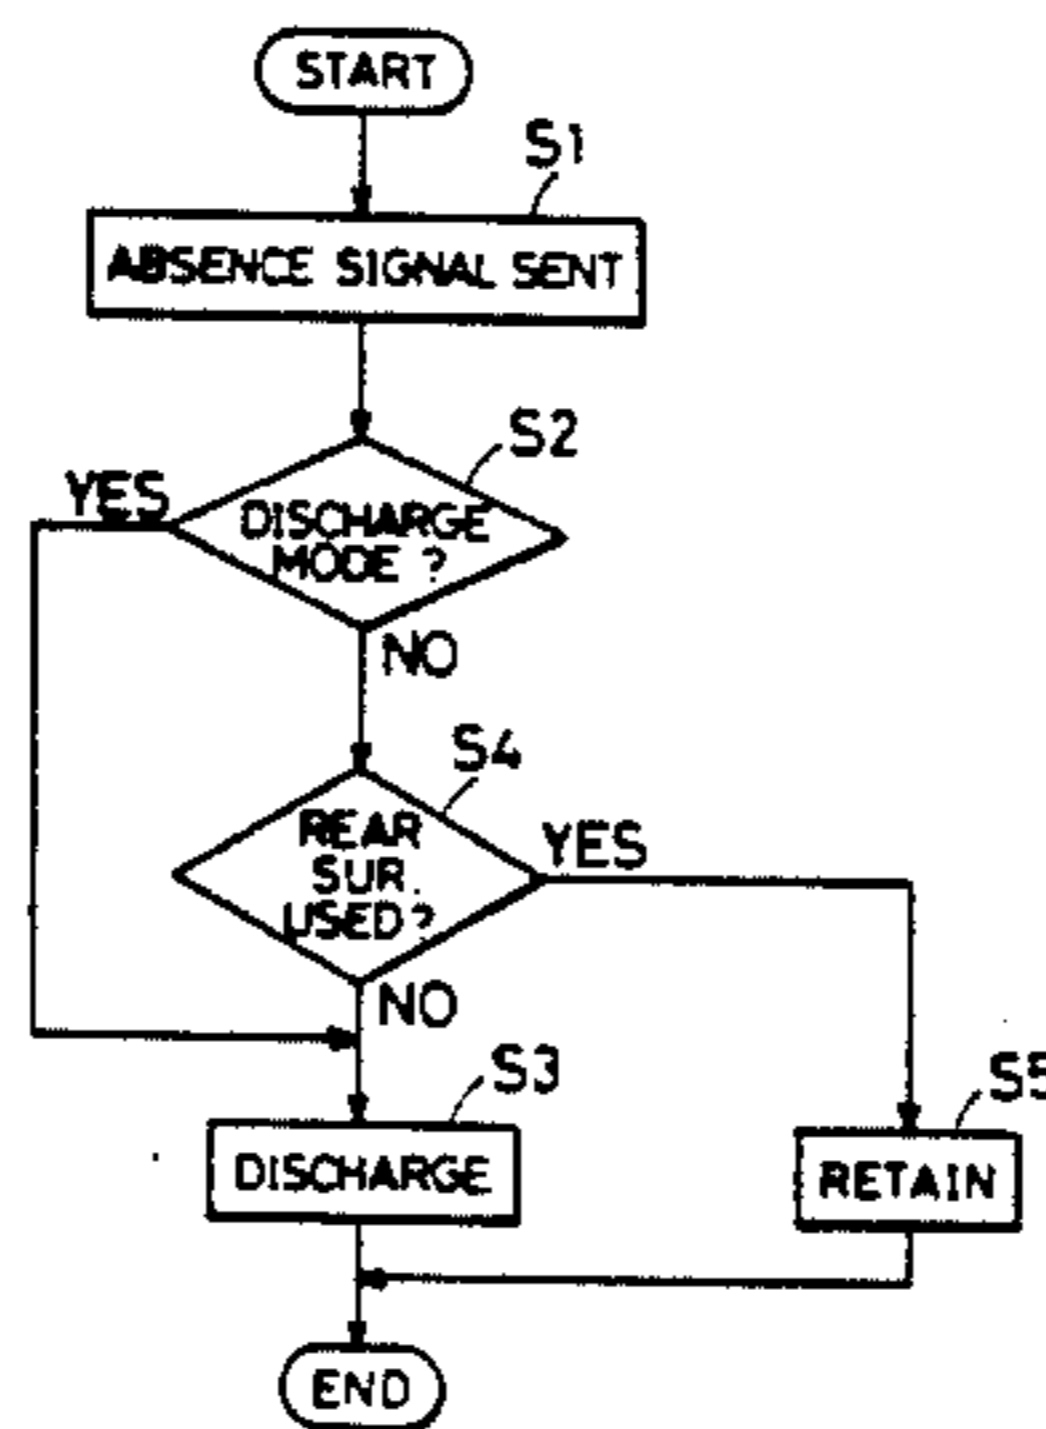 START
S1
ABSENCE SIGNAL SENT
S2
YES
DISCHARGE
MODE ?
NO
S4
REAR
SUR.
USED?
YES
NO
S3
S5
DISCHARGE
RETAIN
END